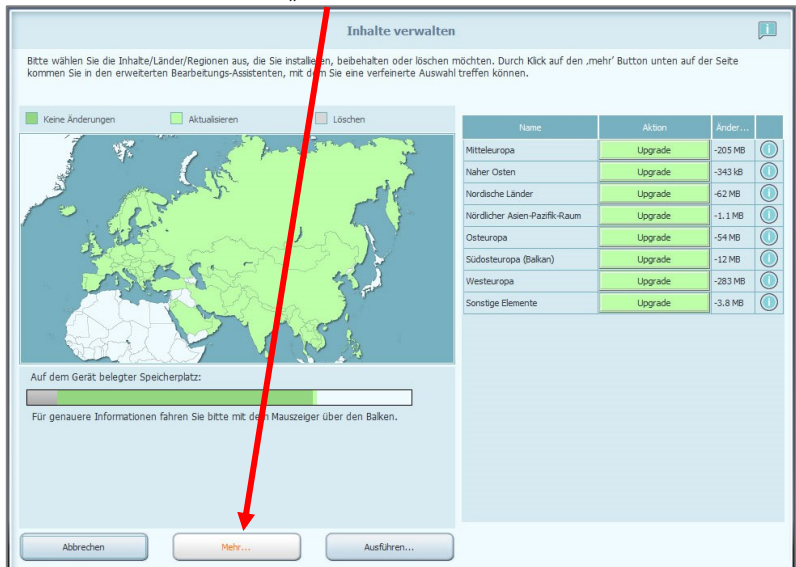 Inhalte verwalten
Bitte wählen Sie die Inhalte/Länder/Regionen aus, die Sie installieren, beibehalten oder löschen möchten. Durch Klick auf den ‚mehr' Button unten auf der Seite
kommen Sie in den erweiterten Bearbeitungs-Assistenten, mit dem Sie eine verfeinerte Auswahl treffen können.
Keine Änderungen Aktualisieren Löschen
Name Aktion Änder...
Mitteleuropa Upgrade -205 MB
Naher Osten Upgrade -343 kB
Nordische Länder Upgrade -62 MB
Nördlicher Asien-Pazifik-Raum Upgrade -1.1 MB
Osteuropa Upgrade -54 MB
Südosteuropa (Balkan) Upgrade -12 MB
Westeuropa Upgrade -283 MB
Sonstige Elemente Upgrade -3.8 MB
Auf dem Gerät belegter Speicherplatz:
Für genauere Informationen fahren Sie bitte mit dem Mauszeiger über den Balken.
Abbrechen Mehr... Ausführen...